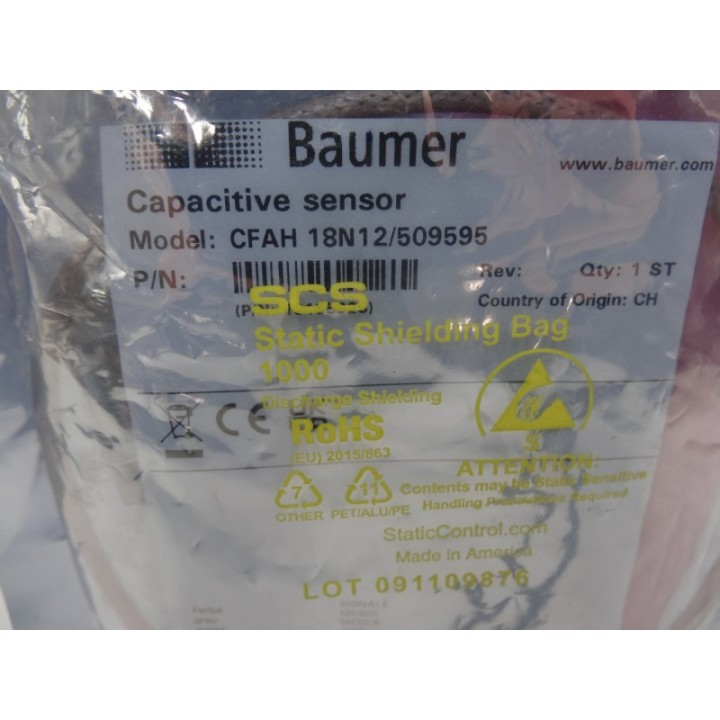 Baumer
www.baumer.com
Capacitive sensor
Model: CFAH 18N12/509595
P/N:
Rev: Qty: 1 ST
Country of Origin: CH
SCS
Static Shielding Bag
1000
Discharge Shielding
CE
RoHS
(EU) 2015/863
ATTENTION:
Contents may be Static Sensitive
Handling Precautions Required
7 11
OTHER PET/ALU/PE
StaticControl.com
Made in America
LOT 091109876